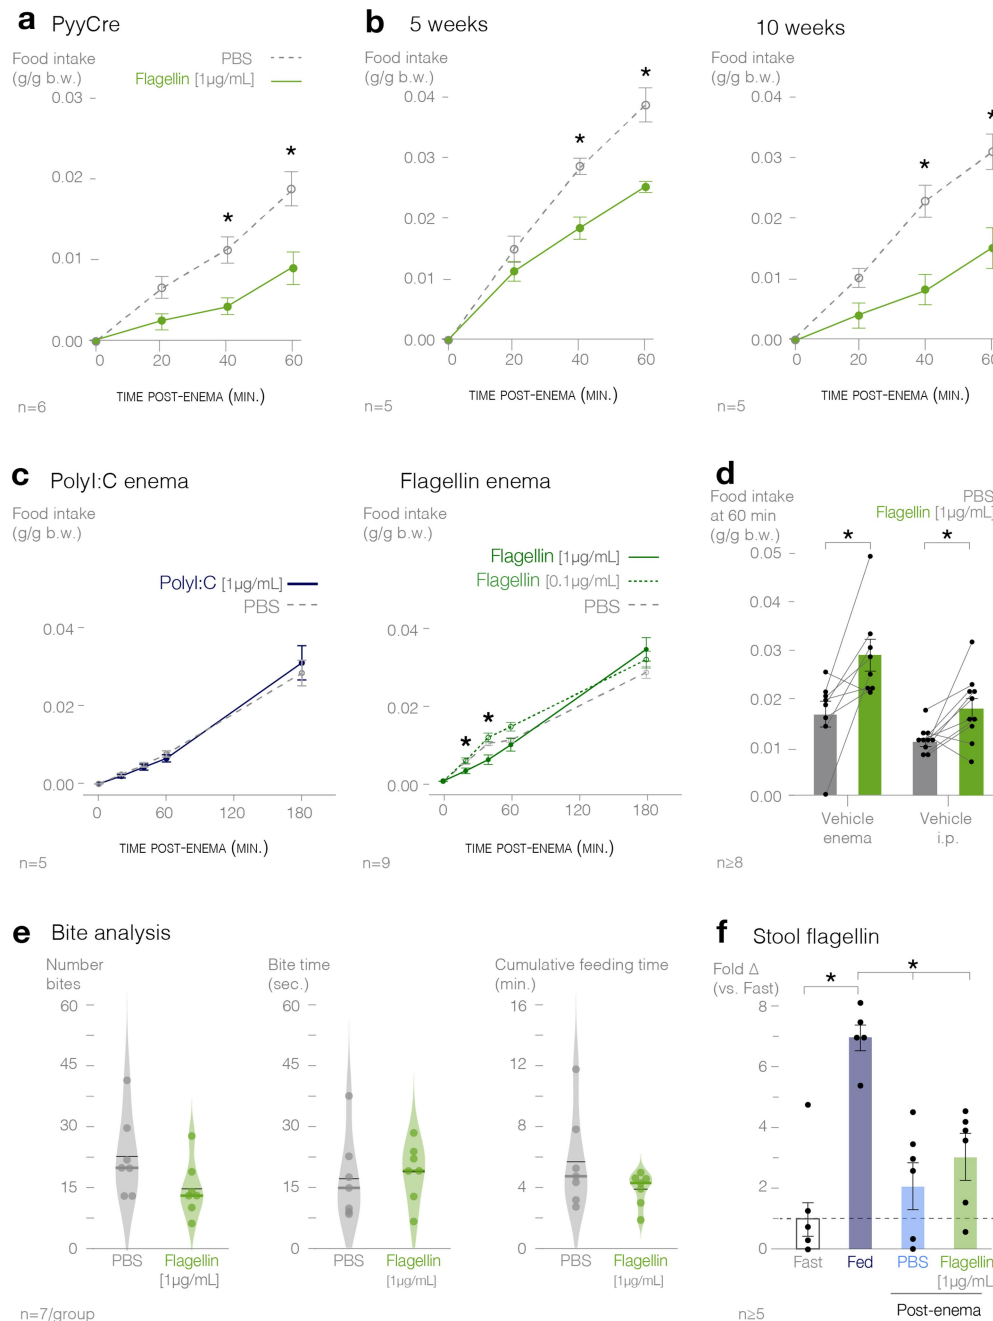 a PyyCre
Food intake
(g/g b.w.)
PBS
Flagellin [1µg/mL]
0.03
0.02
0.01
0.00
0 20 40 60
*
*
TIME POST-ENEMA (MIN.)
n=6
b 5 weeks
Food intake
(g/g b.w.)
0.04
0.03
0.02
0.01
0.00
0 20 40 60
*
*
TIME POST-ENEMA (MIN.)
n=5
10 weeks
Food intake
(g/g b.w.)
0.04
0.03
0.02
0.01
0.00
0 20 40 60
*
*
TIME POST-ENEMA (MIN.)
n=5
c PolyI:C enema
Food intake
(g/g b.w.)
PolyI:C [1µg/mL]
PBS
0.04
0.02
0.00
0 60 120 180
TIME POST-ENEMA (MIN.)
n=5
Flagellin enema
Food intake
(g/g b.w.)
Flagellin [1µg/mL]
Flagellin [0.1µg/mL]
PBS
0.04
0.02
0.00
0 60 120 180
*
*
TIME POST-ENEMA (MIN.)
n=9
d
Food intake
at 60 min
(g/g b.w.)
PBS
Flagellin [1µg/mL]
*
*
0.05
0.04
0.03
0.02
0.01
0.00
Vehicle
enema
Vehicle
i.p.
n≥8
e Bite analysis
Number
bites
60
45
30
15
0
PBS Flagellin
[1µg/mL]
Bite time
(sec.)
60
45
30
15
0
PBS Flagellin
[1µg/mL]
Cumulative feeding time
(min.)
16
12
8
4
0
PBS Flagellin
[1µg/mL]
n=7/group
f Stool flagellin
Fold Δ
(vs. Fast)
*
*
8
6
4
2
0
Fast Fed PBS Flagellin
[1µg/mL]
Post-enema
n≥5